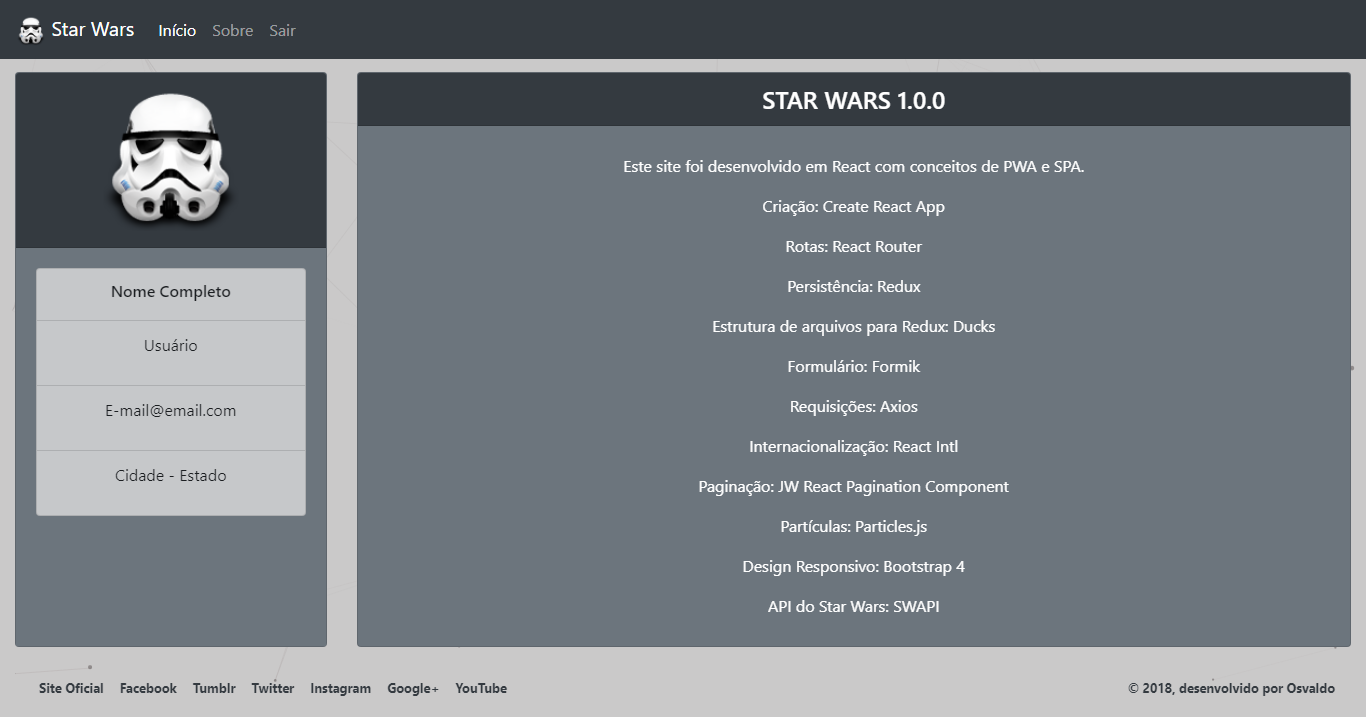 Star Wars Início Sobre Sair
STAR WARS 1.0.0
Nome Completo
Usuário
E-mail@email.com
Cidade - Estado
Este site foi desenvolvido em React com conceitos de PWA e SPA.
Criação: Create React App
Rotas: React Router
Persistência: Redux
Estrutura de arquivos para Redux: Ducks
Formulário: Formik
Requisições: Axios
Internacionalização: React Intl
Paginação: JW React Pagination Component
Partículas: Particles.js
Design Responsivo: Bootstrap 4
API do Star Wars: SWAPI
Site Oficial Facebook Tumblr Twitter Instagram Google+ YouTube
© 2018, desenvolvido por Osvaldo